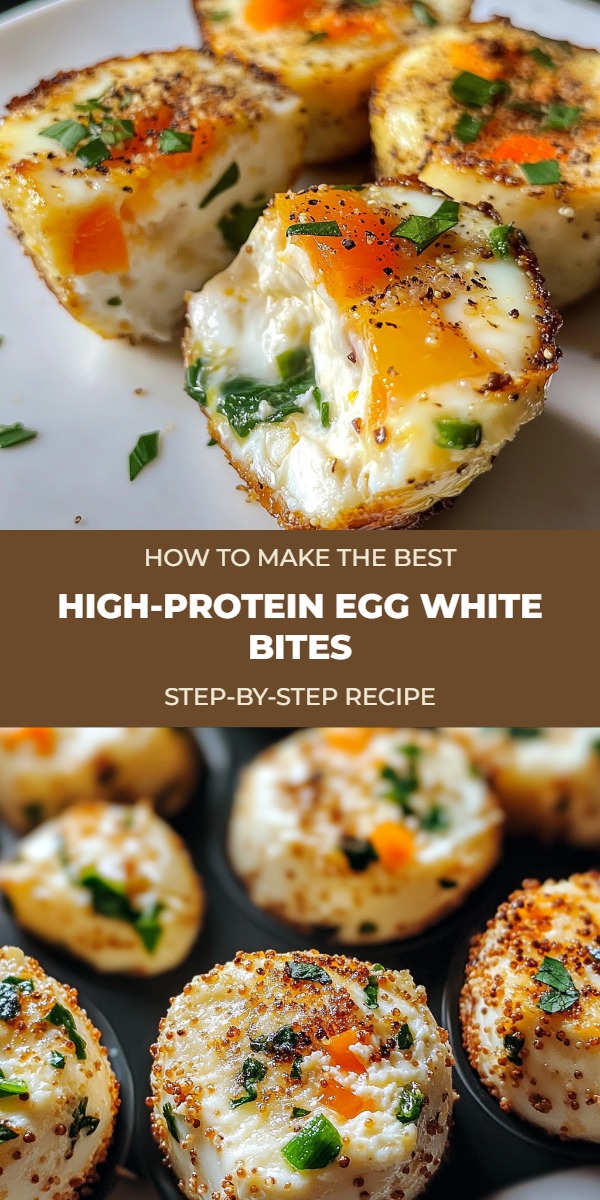 HOW TO MAKE THE BEST
HIGH-PROTEIN EGG WHITE
BITES
STEP-BY-STEP RECIPE